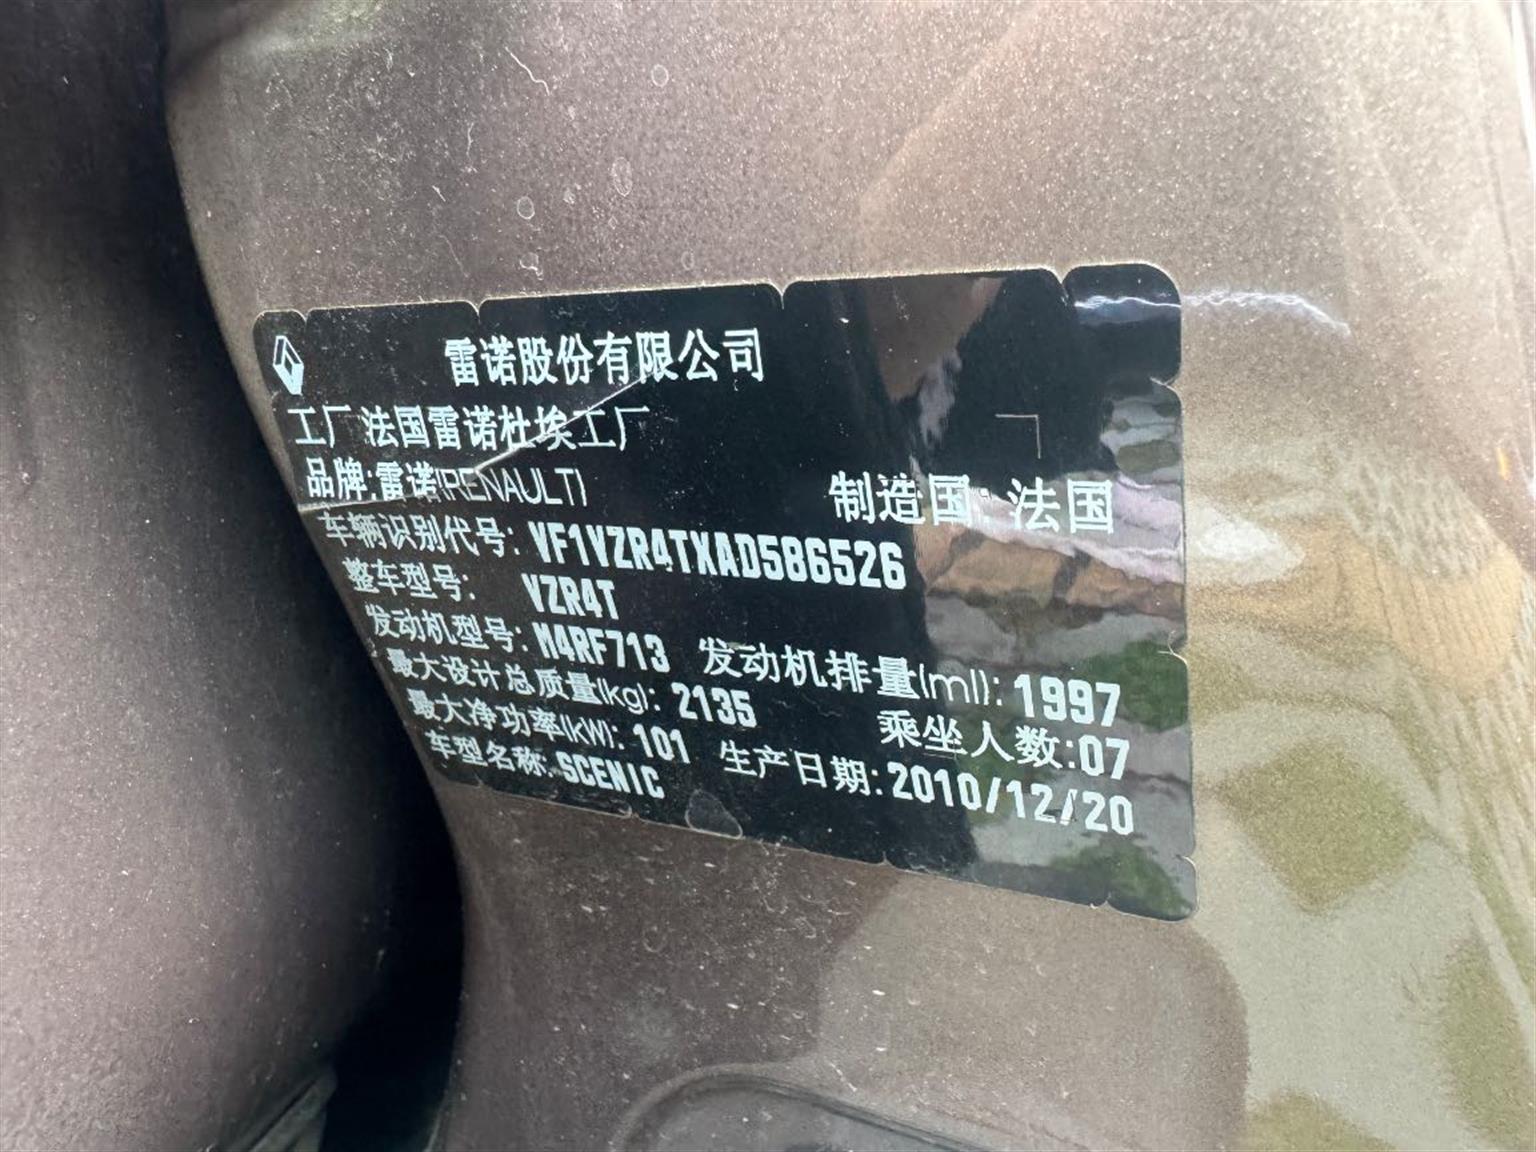 雷诺股份有限公司
工厂:法国雷诺杜埃工厂
品牌:雷诺(RENAULT) 制造国: 法国
车辆识别代号: VF1VZR4TXAD586526
整车型号: VZR4T
发动机型号: M4RF713 发动机排量(ml): 1997
最大设计总质量(kg): 2135 乘坐人数:07
最大净功率(kW): 101 生产日期: 2010/12/20
车型名称: SCENIC